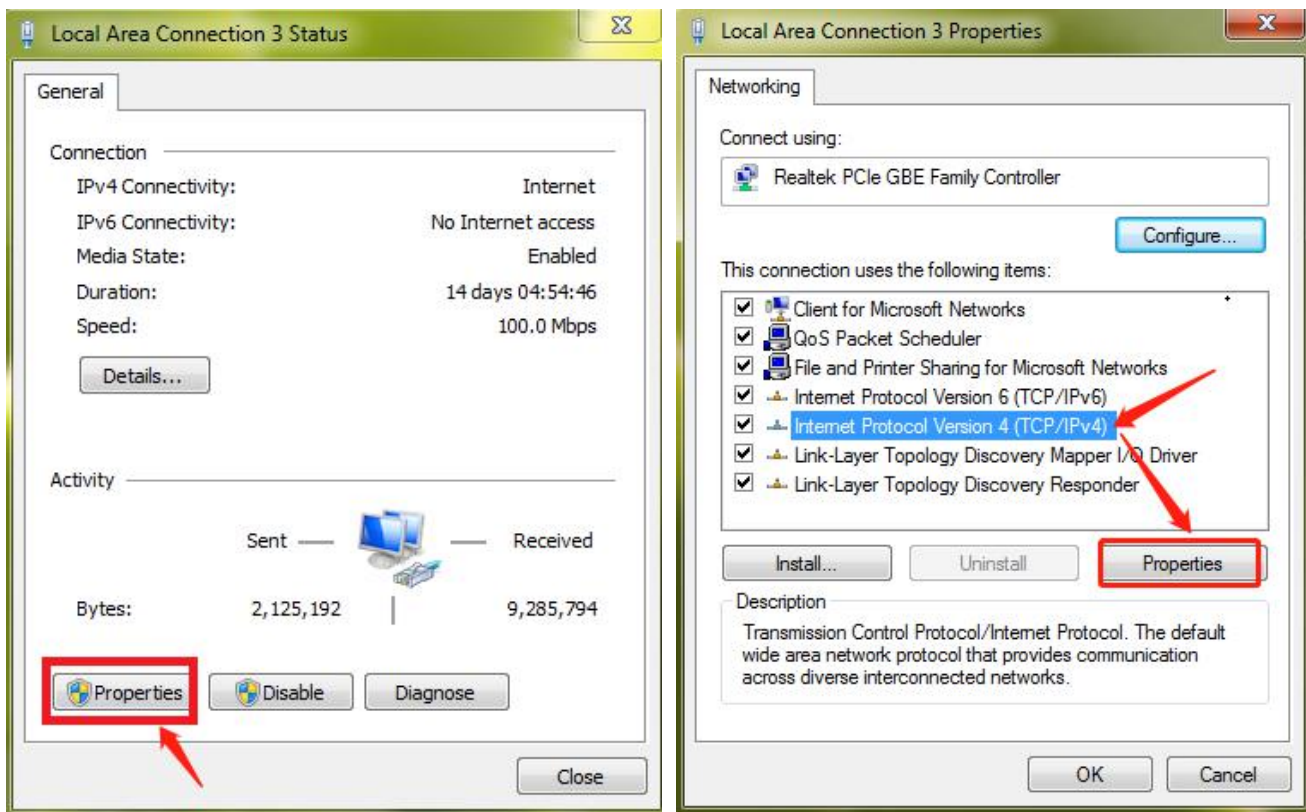 Local Area Connection 3 Status
General
Connection
IPv4 Connectivity: Internet
IPv6 Connectivity: No Internet access
Media State: Enabled
Duration: 14 days 04:54:46
Speed: 100.0 Mbps
Details...
Activity
Sent Received
Bytes: 2,125,192 9,285,794
Properties Disable Diagnose
Close
Local Area Connection 3 Properties
Networking
Connect using:
Realtek PCIe GBE Family Controller
Configure...
This connection uses the following items:
Client for Microsoft Networks
QoS Packet Scheduler
File and Printer Sharing for Microsoft Networks
Internet Protocol Version 6 (TCP/IPv6)
Internet Protocol Version 4 (TCP/IPv4)
Link-Layer Topology Discovery Mapper I/O Driver
Link-Layer Topology Discovery Responder
Install... Uninstall Properties
Description
Transmission Control Protocol/Internet Protocol. The default
wide area network protocol that provides communication
across diverse interconnected networks.
OK Cancel